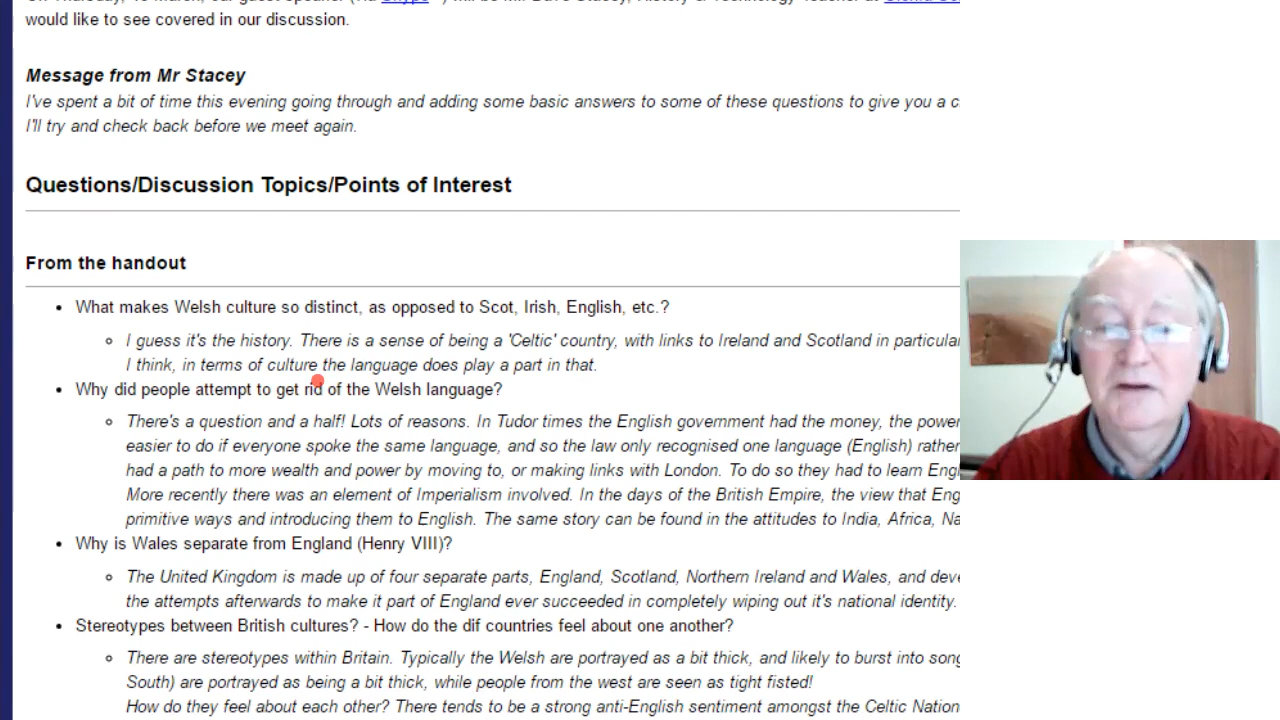 would like to see covered in our discussion.
Message from Mr Stacey
I've spent a bit of time this evening going through and adding some basic answers to some of these questions to give you a
I'll try and check back before we meet again.
Questions/Discussion Topics/Points of Interest
From the handout
• What makes Welsh culture so distinct, as opposed to Scot, Irish, English, etc.?
◦ I guess it's the history. There is a sense of being a 'Celtic' country, with links to Ireland and Scotland in particular
I think, in terms of culture the language does play a part in that.
• Why did people attempt to get rid of the Welsh language?
◦ There's a question and a half! Lots of reasons. In Tudor times the English government had the money, the power
easier to do if everyone spoke the same language, and so the law only recognised one language (English) rather
had a path to more wealth and power by moving to, or making links with London. To do so they had to learn
More recently there was an element of Imperialism involved. In the days of the British Empire, the view that
primitive ways and introducing them to English. The same story can be found in the attitudes to India, Africa,
• Why is Wales separate from England (Henry VIII)?
◦ The United Kingdom is made up of four separate parts, England, Scotland, Northern Ireland and Wales, and
the attempts afterwards to make it part of England ever succeeded in completely wiping out it's national identity.
• Stereotypes between British cultures? - How do the dif countries feel about one another?
◦ There are stereotypes within Britain. Typically the Welsh are portrayed as a bit thick, and likely to burst into song
South) are portrayed as being a bit thick, while people from the west are seen as tight fisted!
How do they feel about each other? There tends to be a strong anti-English sentiment amongst the Celtic Nation